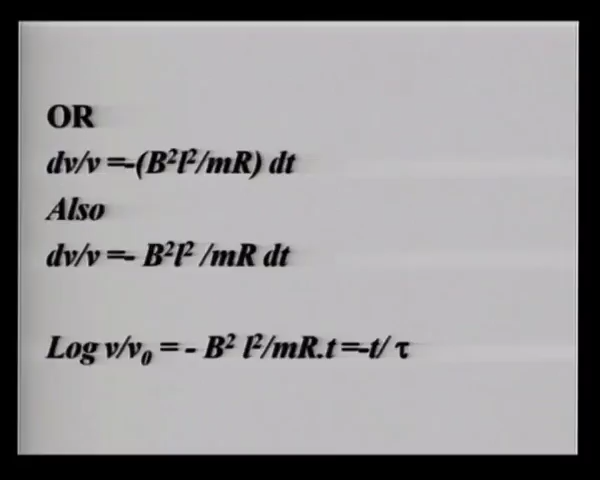 OR
dv/v =-(B²l²/mR) dt
Also
dv/v =- B²l² /mR dt
Log v/v₀ = - B² l²/mR.t =-t/ τ